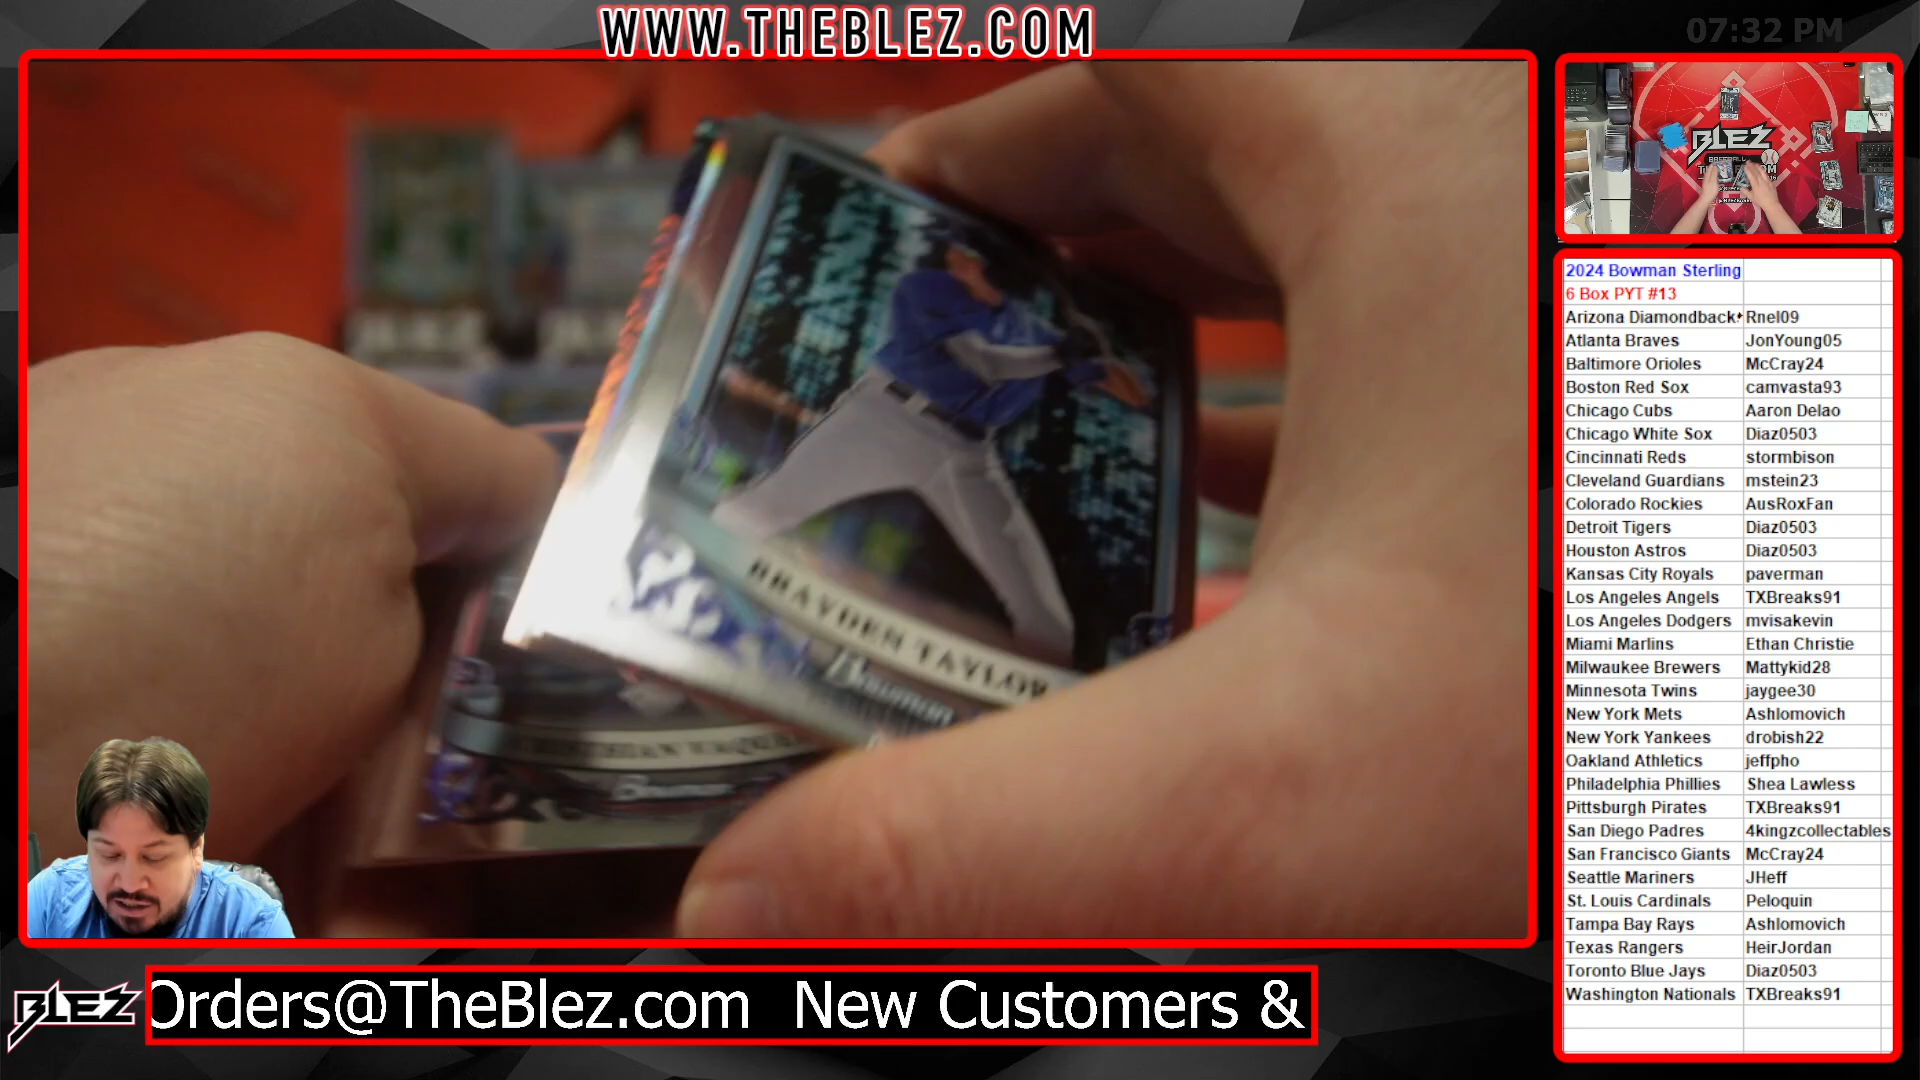 WWW.THEBLEZ.COM
07:32 PM
BLEZ
BRAYDEN TAYLOR
Bowman
2024 Bowman Sterling
6 Box PYT #13
Arizona Diamondback Rnel09
Atlanta Braves JonYoung05
Baltimore Orioles McCray24
Boston Red Sox camvasta93
Chicago Cubs Aaron Delao
Chicago White Sox Diaz0503
Cincinnati Reds stormbison
Cleveland Guardians mstein23
Colorado Rockies AusRoxFan
Detroit Tigers Diaz0503
Houston Astros Diaz0503
Kansas City Royals paverman
Los Angeles Angels TXBreaks91
Los Angeles Dodgers mvisakevin
Miami Marlins Ethan Christie
Milwaukee Brewers Mattykid28
Minnesota Twins jaygee30
New York Mets Ashlomovich
New York Yankees drobish22
Oakland Athletics jeffpho
Philadelphia Phillies Shea Lawless
Pittsburgh Pirates TXBreaks91
San Diego Padres 4kingzcollectables
San Francisco Giants McCray24
Seattle Mariners JHeff
St. Louis Cardinals Peloquin
Tampa Bay Rays Ashlomovich
Texas Rangers HeirJordan
Toronto Blue Jays Diaz0503
Washington Nationals TXBreaks91
BLEZ
Orders@TheBlez.com New Customers &